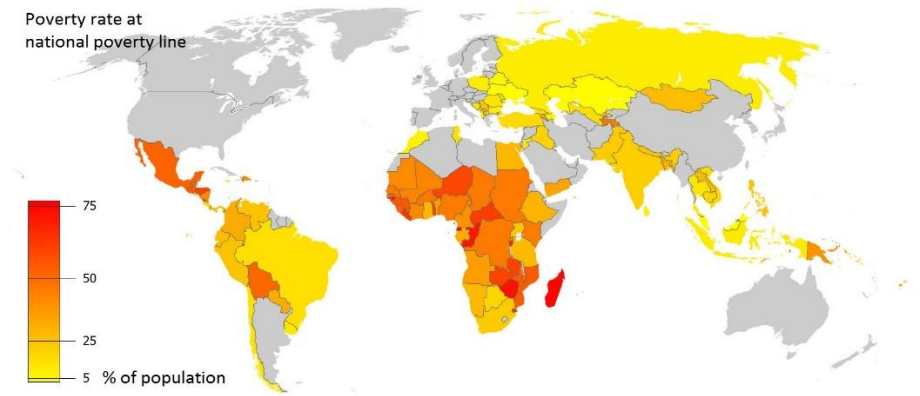 Poverty rate at
national poverty line
75
50
25
5 % of population